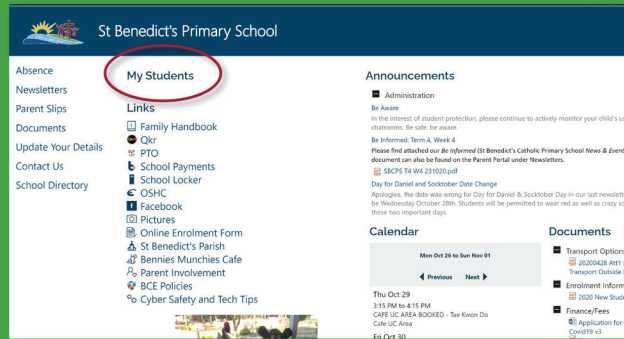 St Benedict's Primary School
Absence
Newsletters
Parent Slips
Documents
Update Your Details
Contact Us
School Directory
My Students
Links
Family Handbook
Qkr
PTO
School Payments
School Locker
OSHC
Facebook
Pictures
Online Enrolment Form
St Benedict's Parish
Bennies Munchies Cafe
Parent Involvement
BCE Policies
Cyber Safety and Tech Tips
Announcements
Administration
Be Aware
In the interest of student protection, please continue to actively monitor your child's us
chatrooms. Be safe, be aware.
Be Informed: Term 4, Week 4
Please find attached our Be Informed (St Benedict's Catholic Primary School News & Event
document can also be found on the Parent Portal under Newsletters.
SBCPS T4 W4 231020.pdf
Day for Daniel and Socktober Date Change
Apologies, the date was wrong for Day for Daniel & Socktober Day in our last newslett
be Wednesday October 28th. Students will be permitted to wear red as well as crazy so
these two important days.
Calendar
Mon Oct 26 to Sun Nov 01
Previous Next
Thu Oct 29
3:15 PM to 4:15 PM
CAFE UC AREA BOOKED - Tae Kwon Do
Cafe UC Area
Fri Oct 30
Documents
Transport Options
20200428 Att1
Transport Outside
Enrolment Inform
2020 New Stude
Finance/Fees
Application for
Covid19 v3